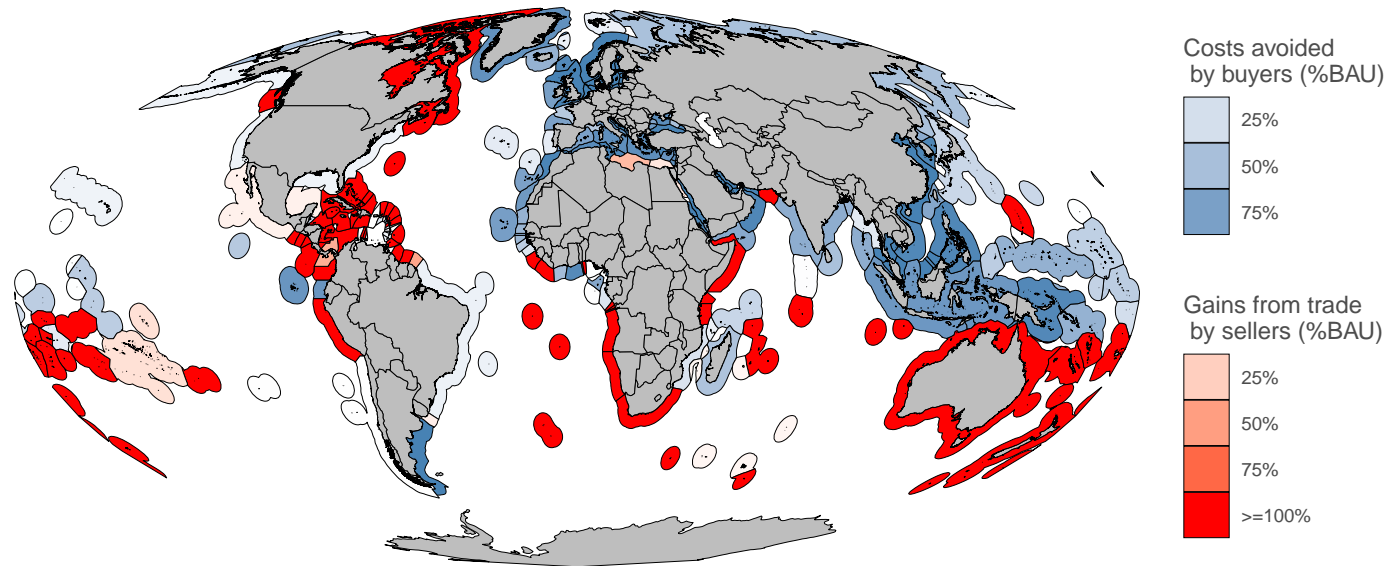 Costs avoided
by buyers (%BAU)
25%
50%
75%
Gains from trade
by sellers (%BAU)
25%
50%
75%
>=100%